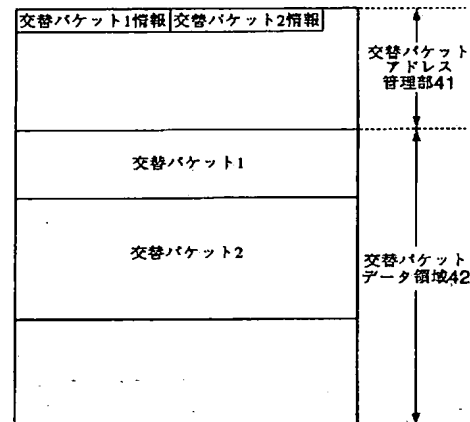 交替パケット1情報 交替パケット2情報
交替パケット
アドレス
管理部41
交替パケット1
交替パケット2
交替パケット
データ領域42